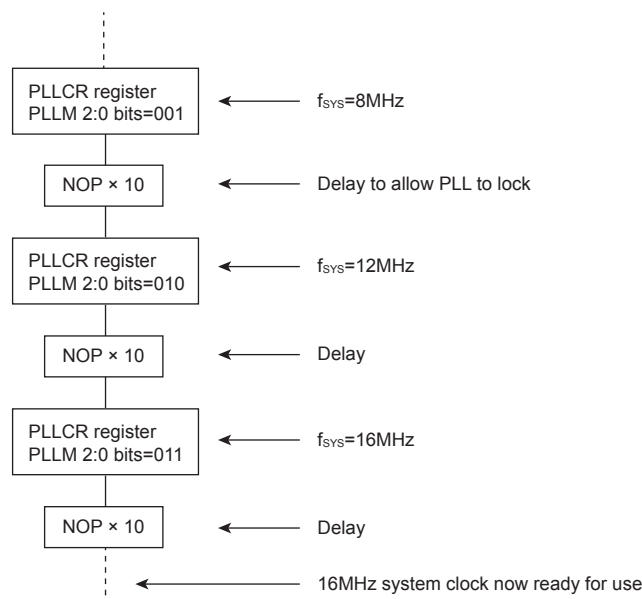 PLLCR register
PLLM 2:0 bits=001
fSYS=8MHz
NOP × 10
Delay to allow PLL to lock
PLLCR register
PLLM 2:0 bits=010
fSYS=12MHz
NOP × 10
Delay
PLLCR register
PLLM 2:0 bits=011
fSYS=16MHz
NOP × 10
Delay
16MHz system clock now ready for use